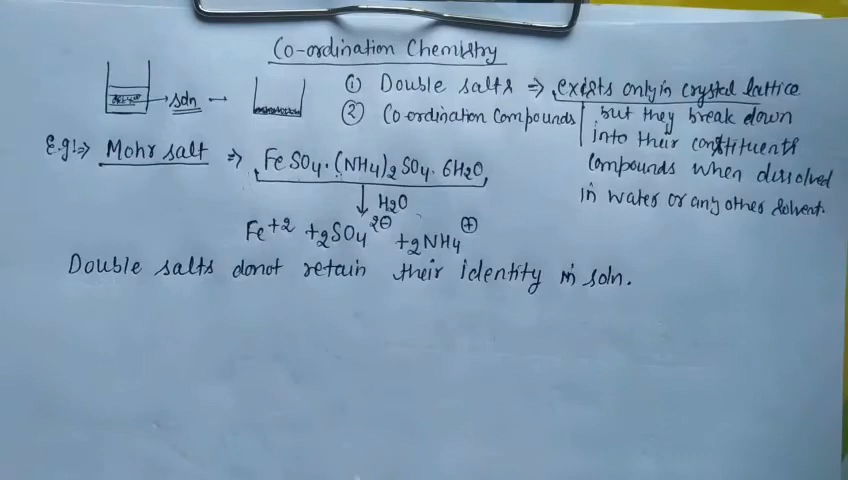 Co-ordination Chemistry
→ soln →
① Double salts ⇒ exists only in crystal lattice
② Co-ordination Compounds
but they break down
into their constituents
compounds when dissolved
in water or any other solvent.
E.g:⇒ Mohr salt ⇒ FeSO4·(NH4)2SO4·6H2O
↓ H2O
Fe+2 + 2SO4 2⊖ + 2NH4 ⊕
Double salts donot retain their identity in soln.